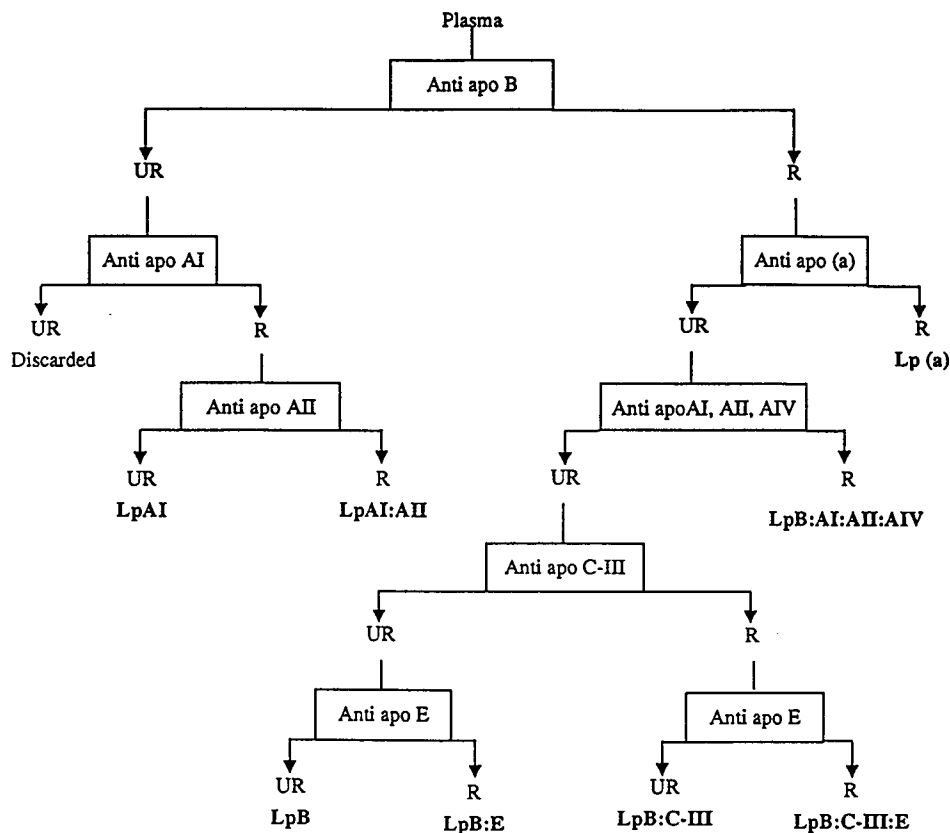 Plasma
Anti apo B
UR
R
Anti apo AI
Anti apo (a)
UR
R
UR
R
Discarded
Lp (a)
Anti apo AII
Anti apoAI, AII, AIV
UR
R
UR
R
LpAI
LpAI:AII
LpB:AI:AII:AIV
Anti apo C-III
UR
R
Anti apo E
Anti apo E
UR
R
UR
R
LpB
LpB:E
LpB:C-III
LpB:C-III:E